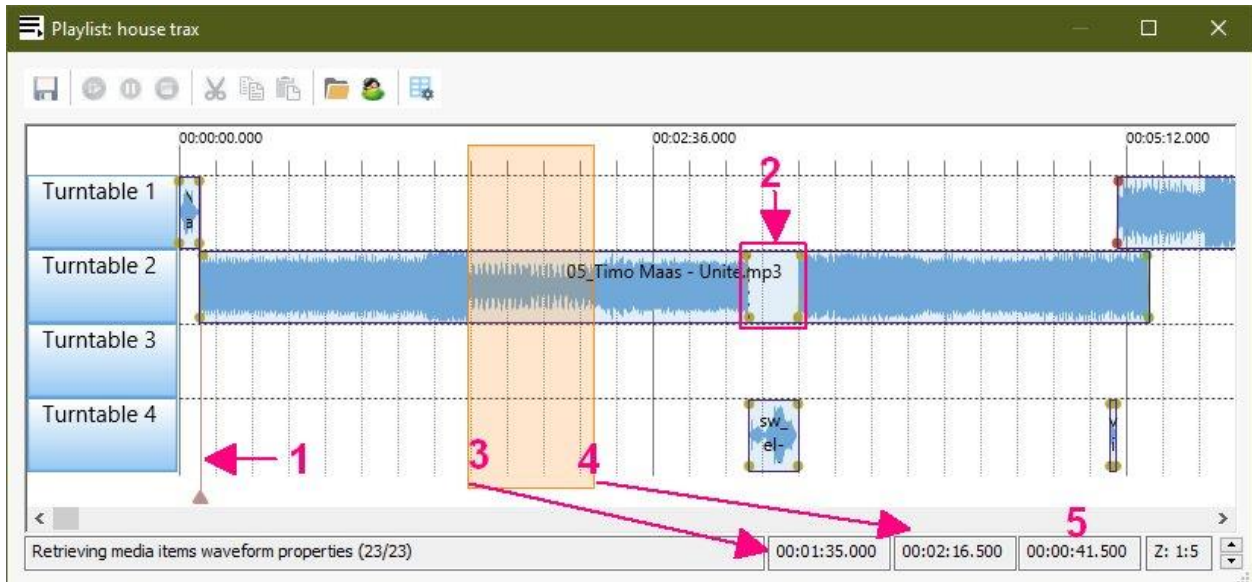 Playlist: house trax
00:00:00.000 00:02:36.000 00:05:12.000
2
Turntable 1
Turntable 2
05_Timo Maas - Unite.mp3
Turntable 3
Turntable 4
sw_
el-
1
3
4
5
Retrieving media items waveform properties (23/23) 00:01:35.000 00:02:16.500 00:00:41.500 Z: 1:5